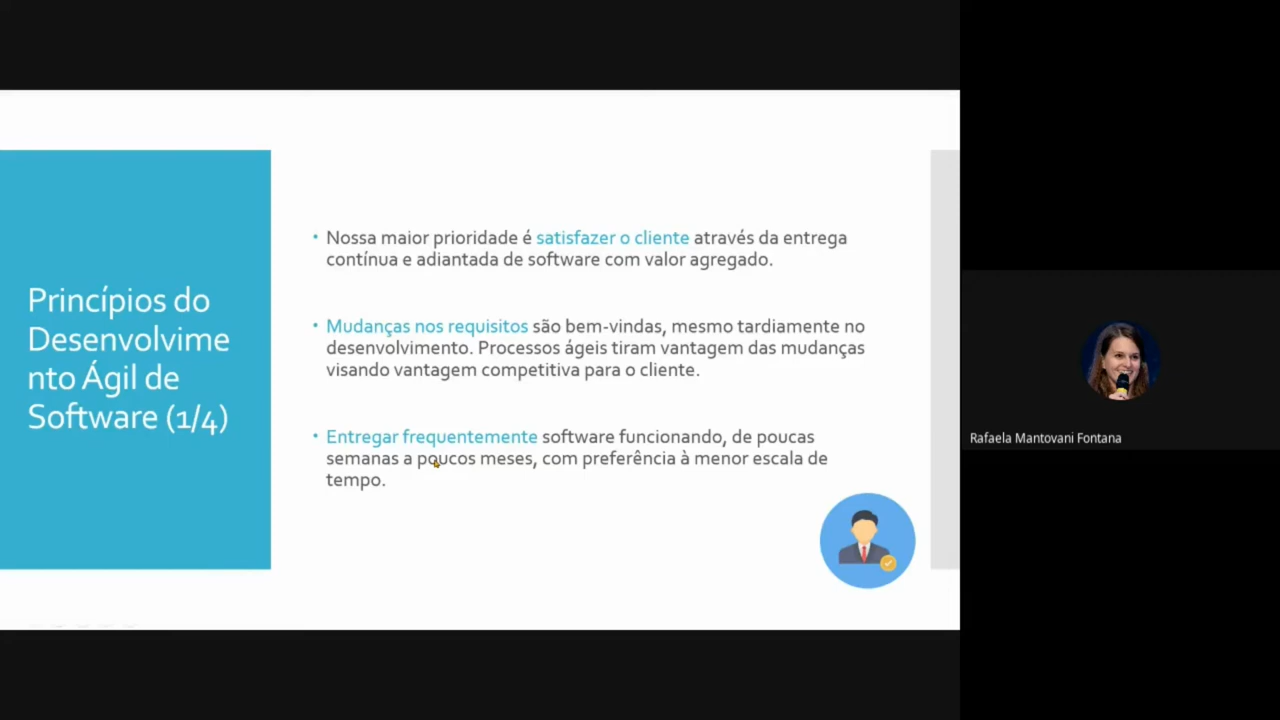 Princípios do
Desenvolvime
nto Ágil de
Software (1/4)
• Nossa maior prioridade é satisfazer o cliente através da entrega
contínua e adiantada de software com valor agregado.
• Mudanças nos requisitos são bem-vindas, mesmo tardiamente no
desenvolvimento. Processos ágeis tiram vantagem das mudanças
visando vantagem competitiva para o cliente.
• Entregar frequentemente software funcionando, de poucas
semanas a poucos meses, com preferência à menor escala de
tempo.
Rafaela Mantovani Fontana